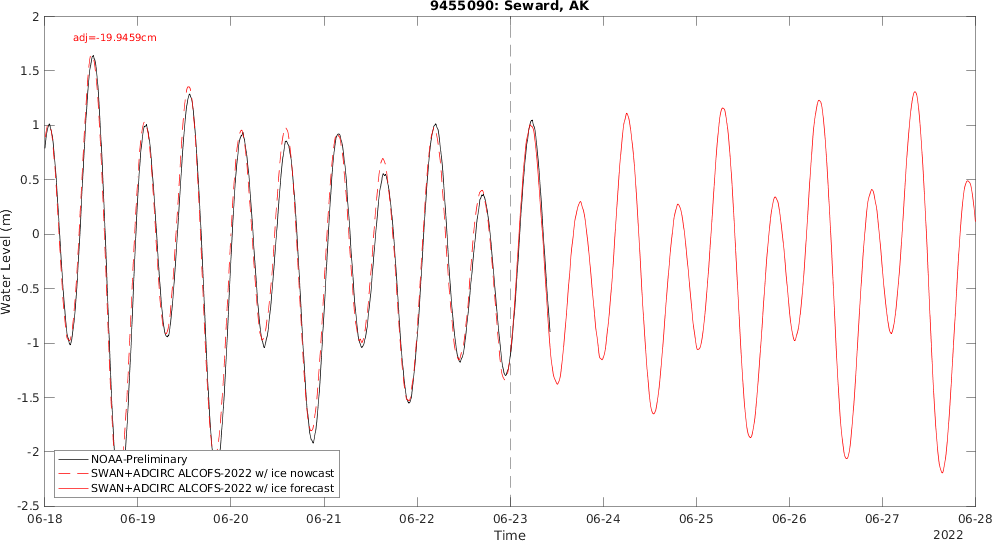 9455090: Seward, AK
adj=-19.9459cm
Water Level (m)
2
1.5
1
0.5
0
-0.5
-1
-1.5
-2
-2.5
NOAA-Preliminary
SWAN+ADCIRC ALCOFS-2022 w/ ice nowcast
SWAN+ADCIRC ALCOFS-2022 w/ ice forecast
06-18 06-19 06-20 06-21 06-22 06-23 06-24 06-25 06-26 06-27 06-28
Time
2022